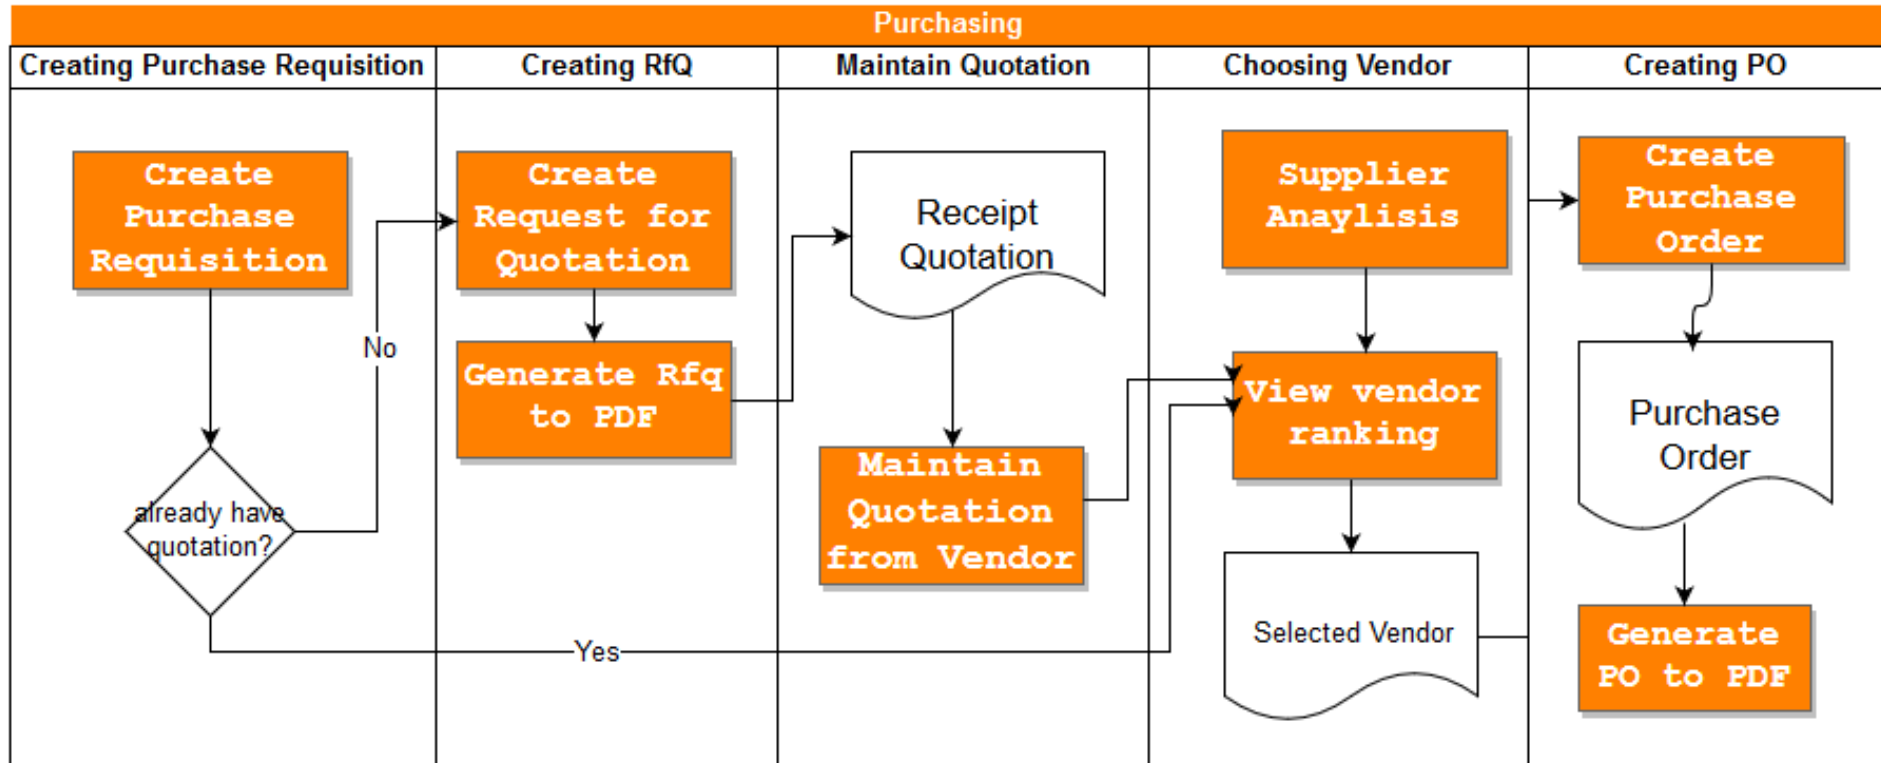 Purchasing
Creating Purchase Requisition
Creating RfQ
Maintain Quotation
Choosing Vendor
Creating PO
Create
Purchase
Requisition
already have
quotation?
No
Yes
Create
Request for
Quotation
Generate Rfq
to PDF
Receipt
Quotation
Maintain
Quotation
from Vendor
Supplier
Anaylisis
View vendor
ranking
Selected Vendor
Create
Purchase
Order
Purchase
Order
Generate
PO to PDF